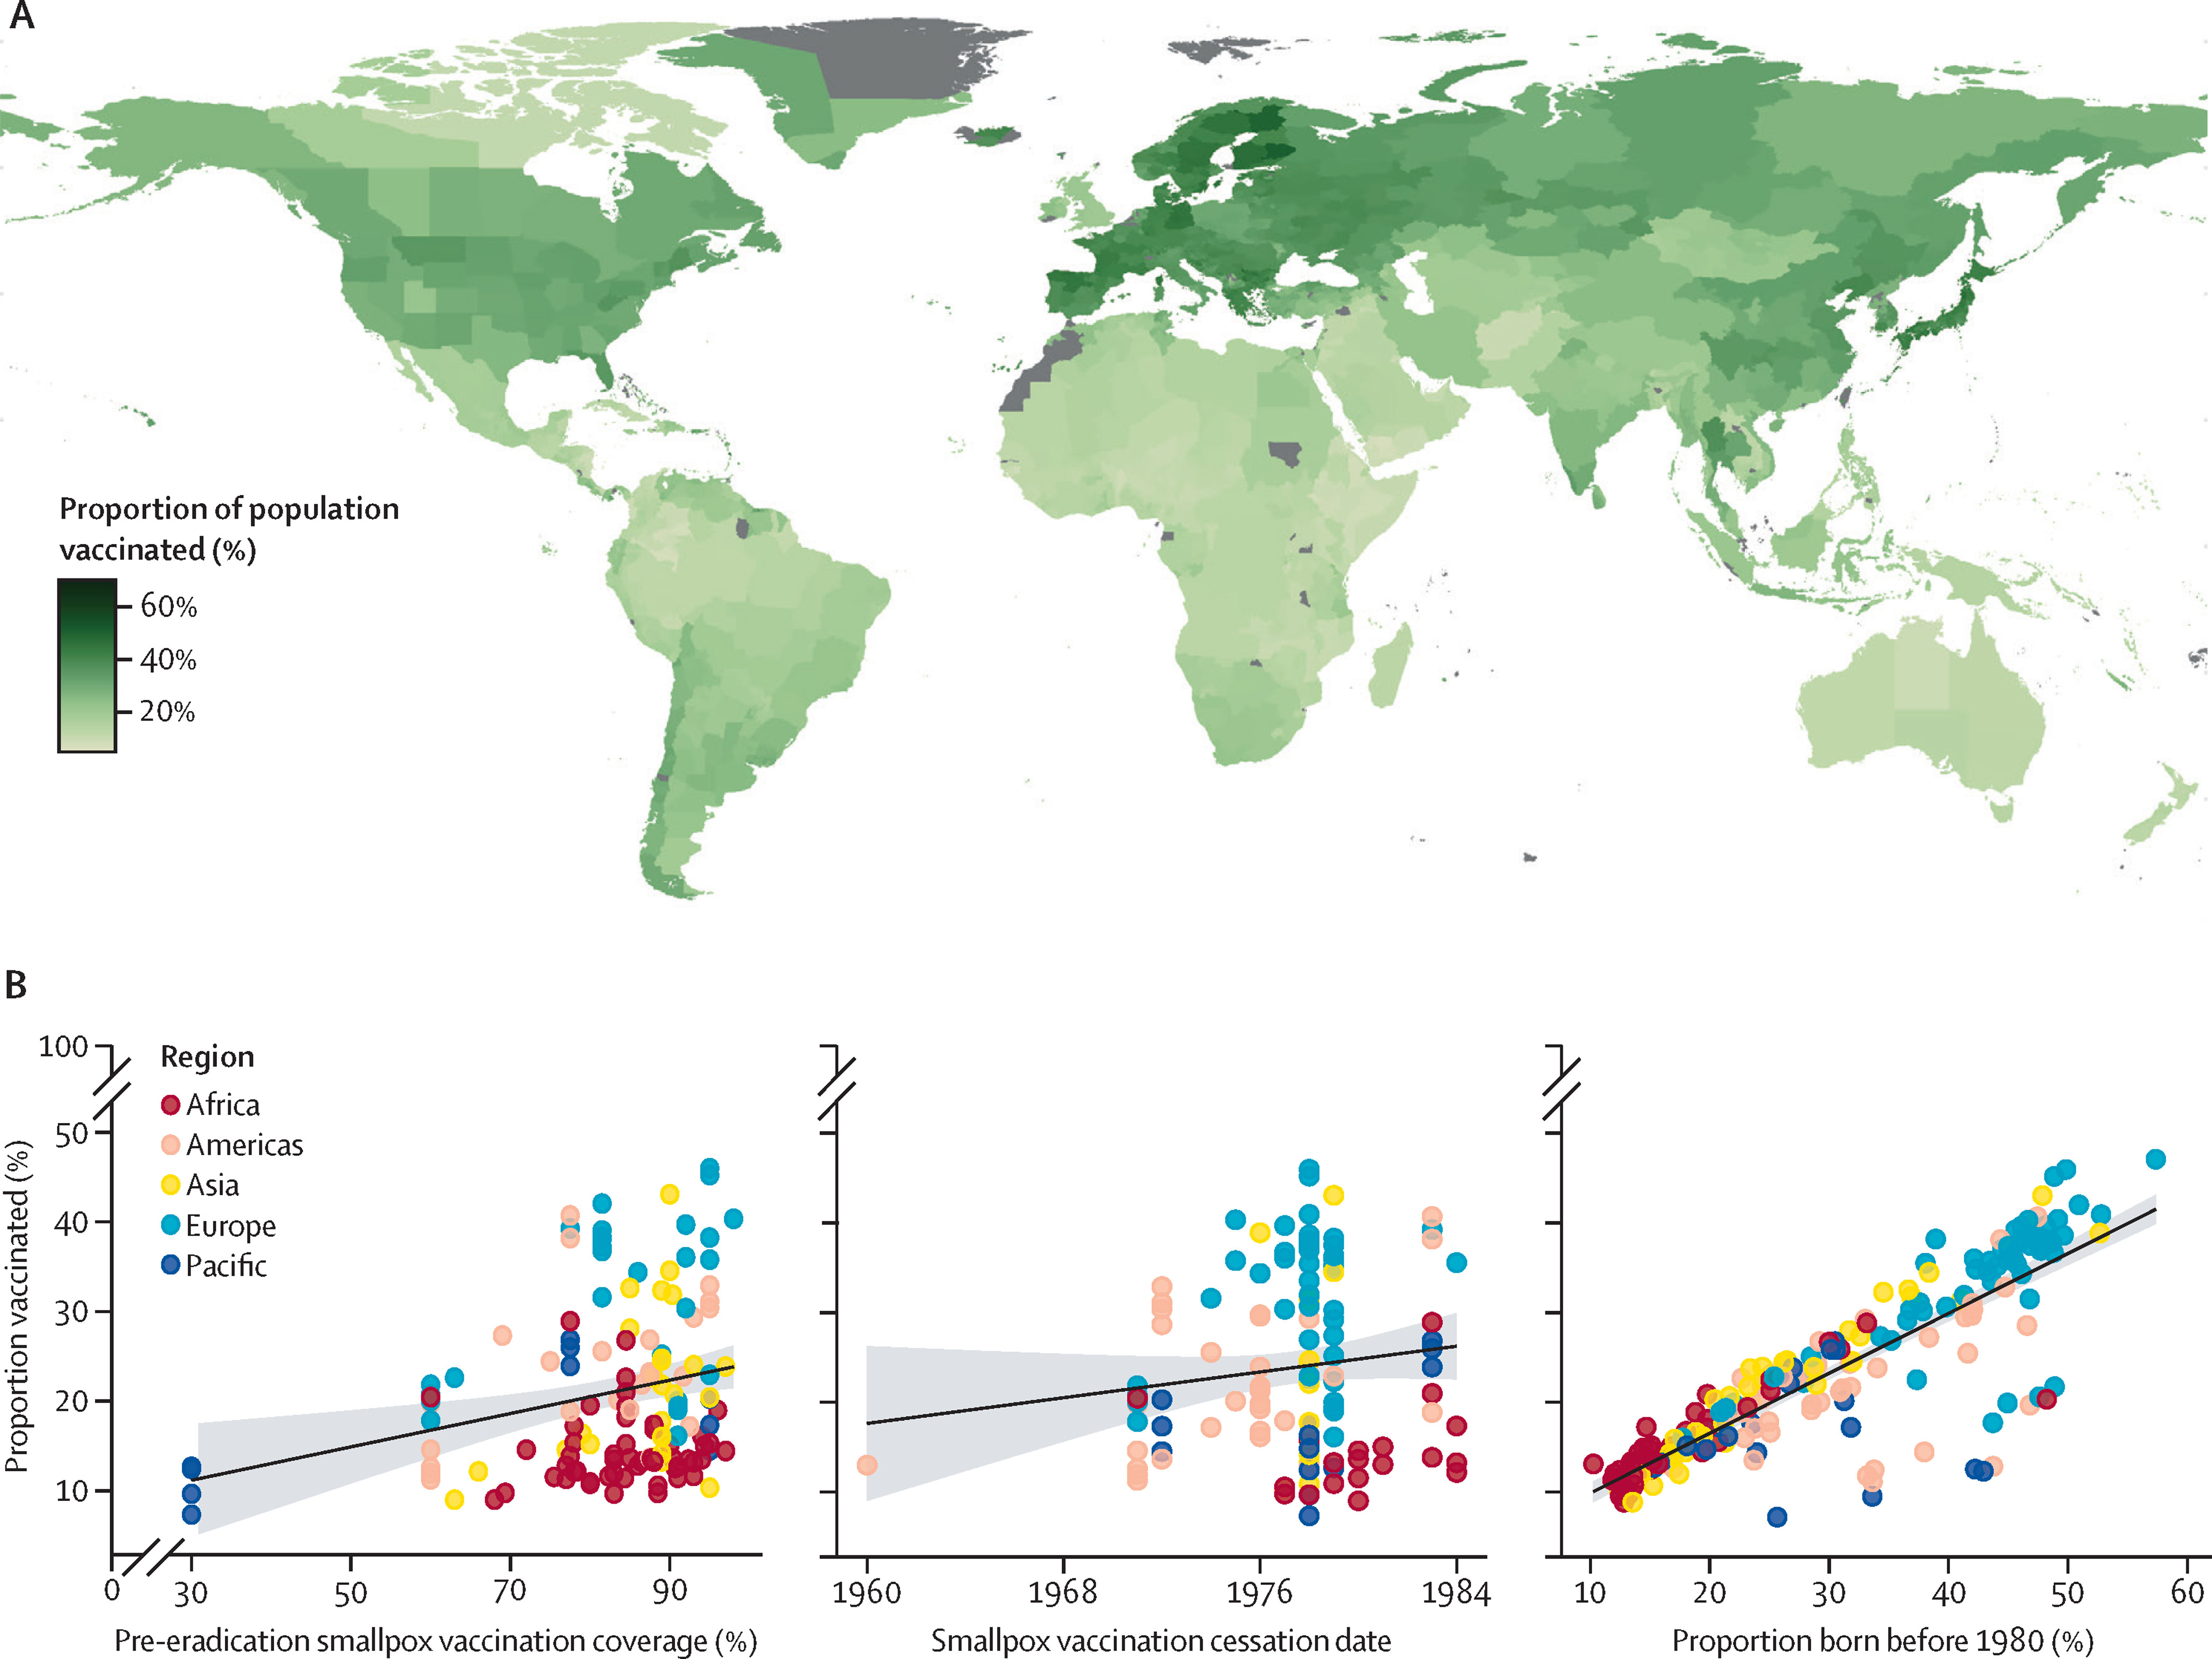 A
Proportion of population
vaccinated (%)
60%
40%
20%
B
100
50
40
30
20
10
Proportion vaccinated (%)
Region
Africa
Americas
Asia
Europe
Pacific
0 30 50 70 90
Pre-eradication smallpox vaccination coverage (%)
1960 1968 1976 1984
Smallpox vaccination cessation date
10 20 30 40 50 60
Proportion born before 1980 (%)